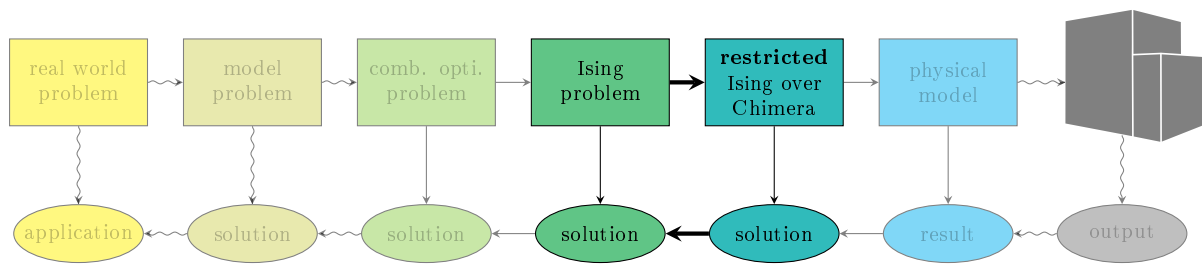 real world
problem
model
problem
comb. opti.
problem
Ising
problem
restricted
Ising over
Chimera
physical
model
application
solution
solution
solution
solution
result
output